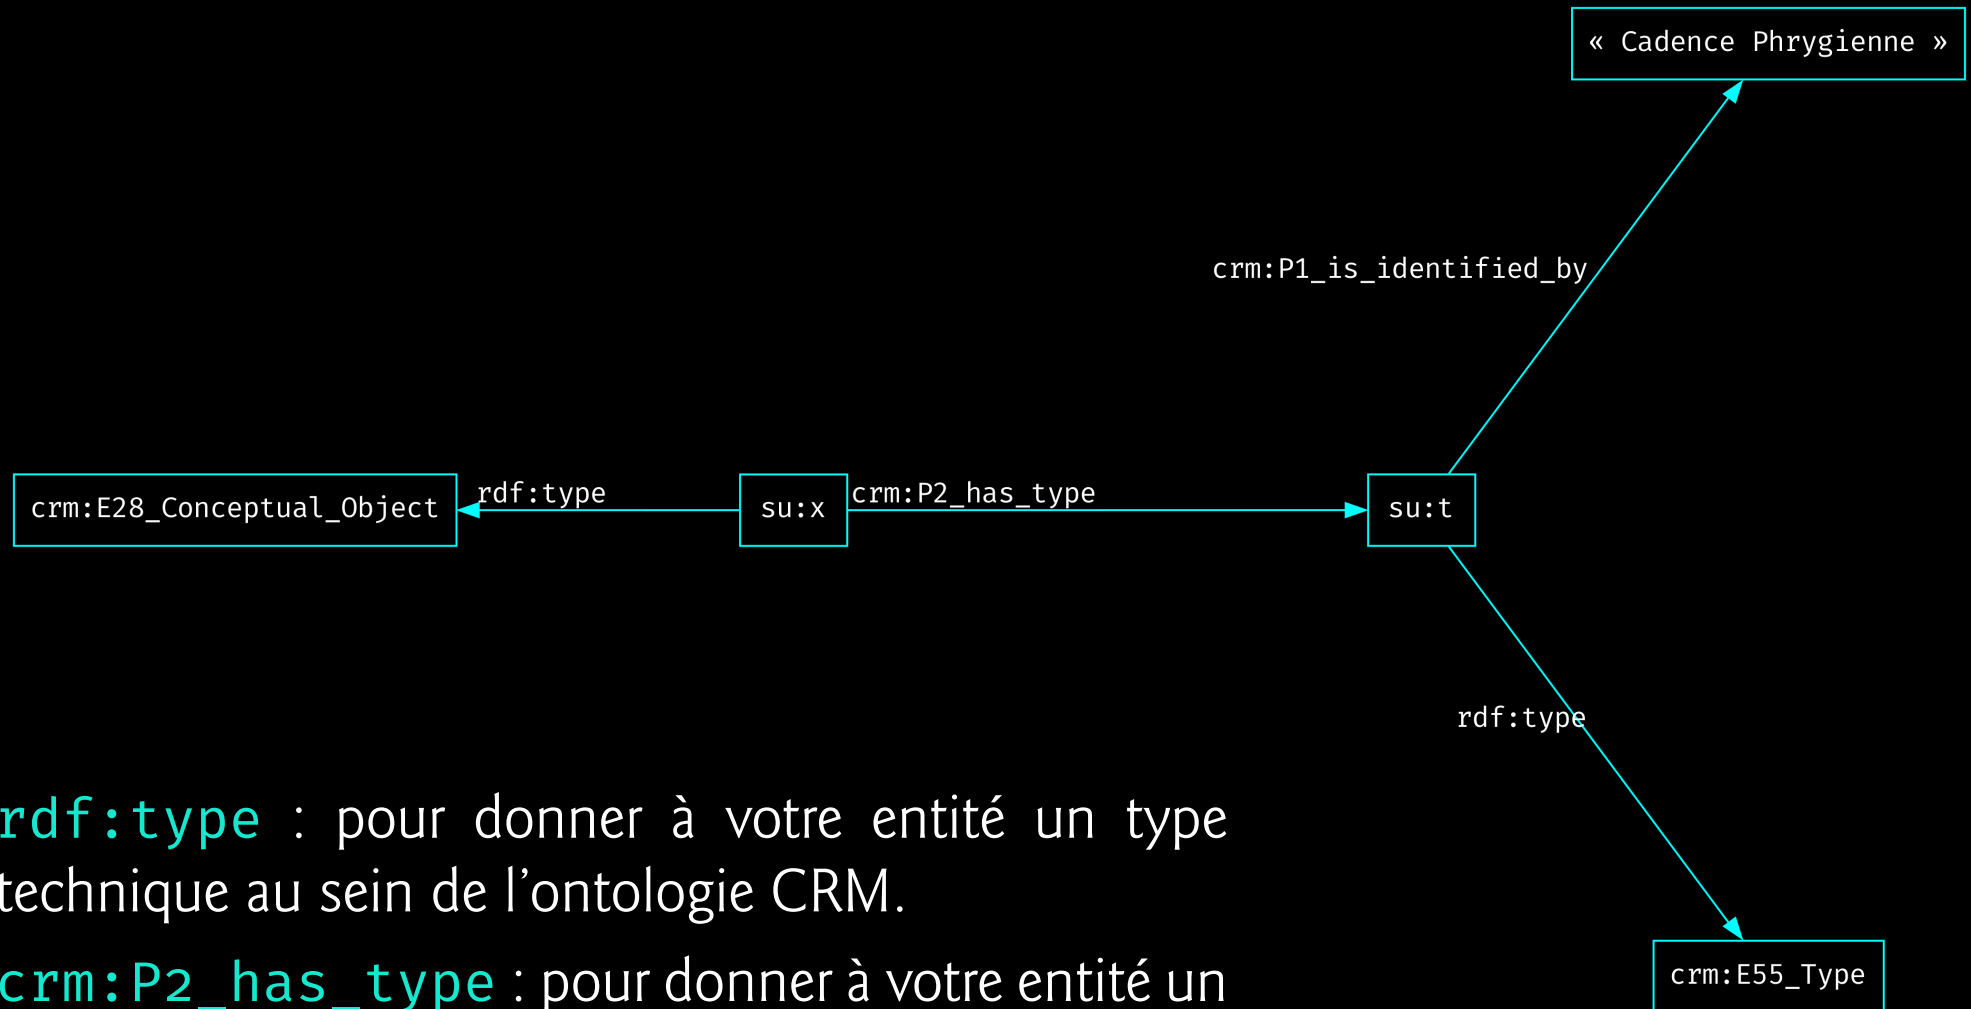 « Cadence Phrygienne »
crm:P1_is_identified_by
crm:E28_Conceptual_Object
rdf:type
su:x
crm:P2_has_type
su:t
rdf:type
rdf:type : pour donner à votre entité un type
technique au sein de l’ontologie CRM.
crm:P2_has_type : pour donner à votre entité un
crm:E55_Type